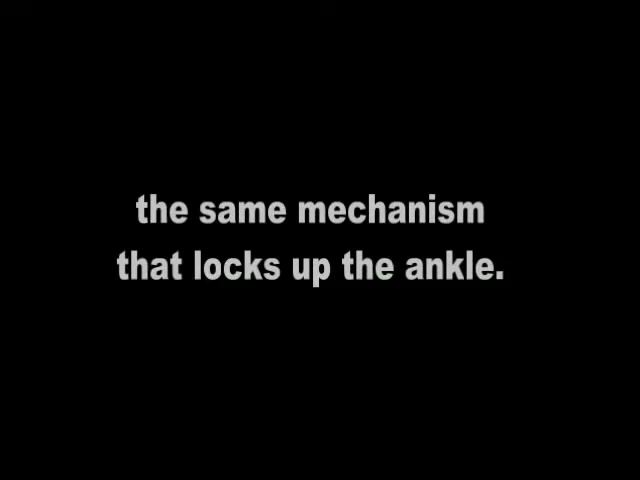 the same mechanism
that locks up the ankle.